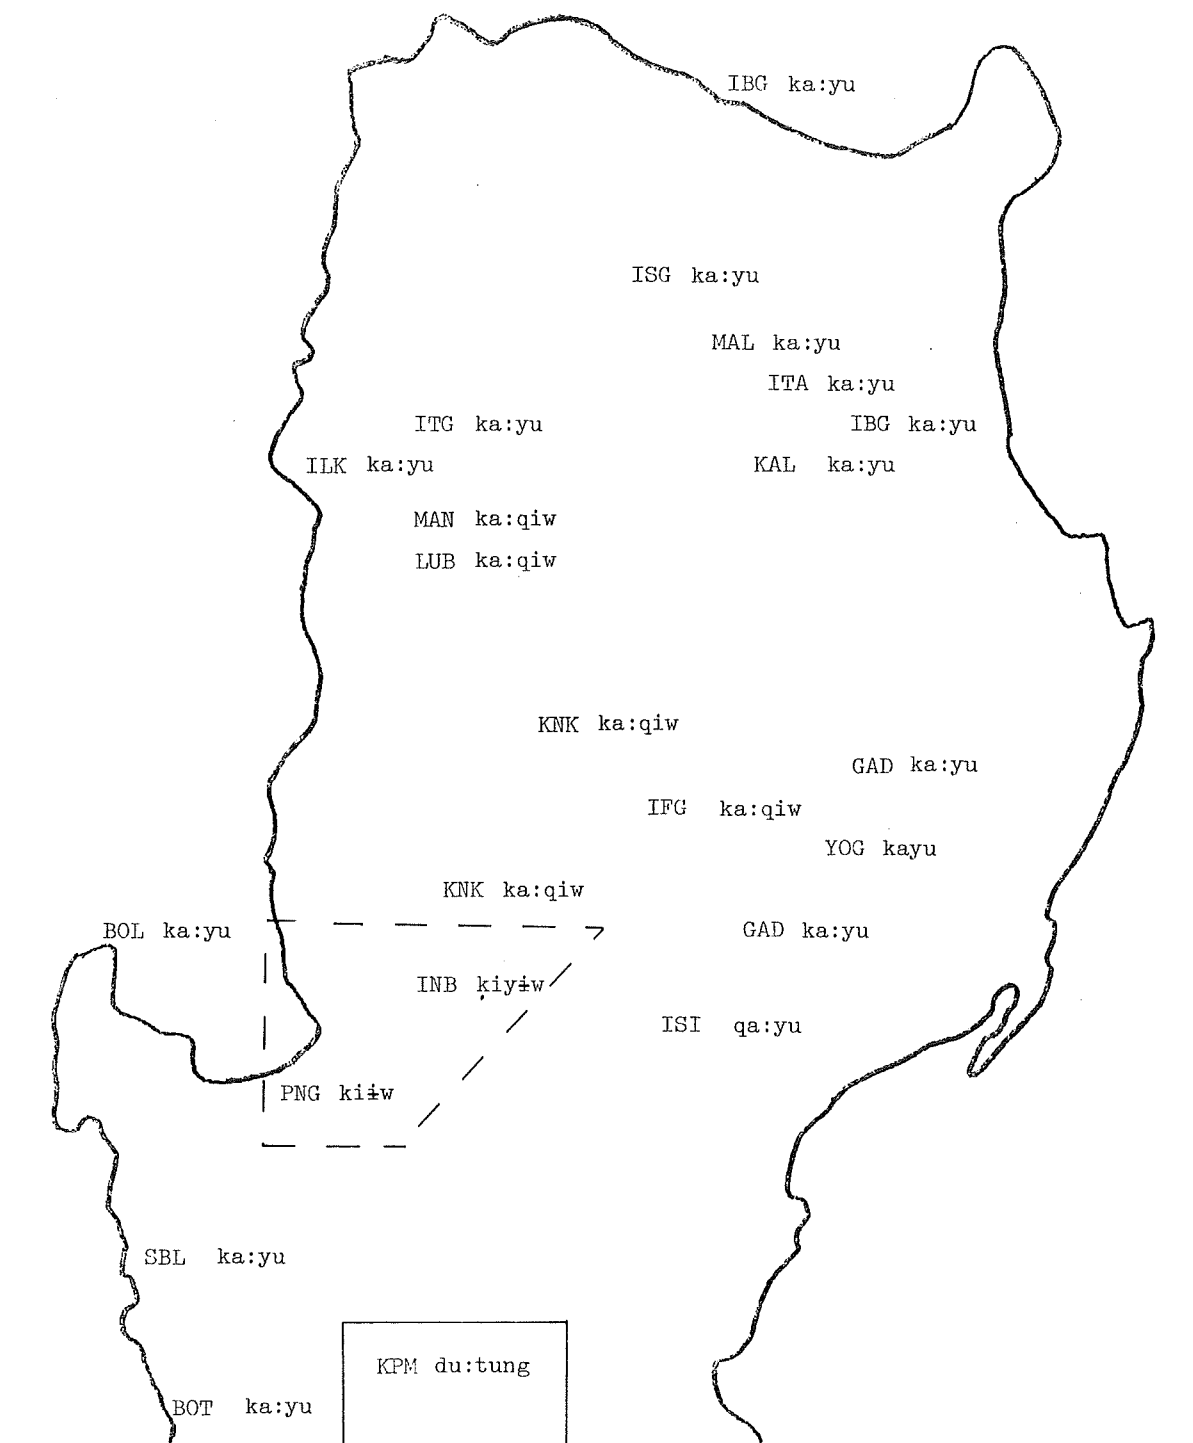 IBG ka:yu
ISG ka:yu
MAL ka:yu
ITA ka:yu
ITG ka:yu
IBG ka:yu
ILK ka:yu
KAL ka:yu
MAN ka:qiw
LUB ka:qiw
KNK ka:qiw
GAD ka:yu
IFG ka:qiw
YOG kayu
KNK ka:qiw
BOL ka:yu
GAD ka:yu
INB ḳiyɨw
ISI qa:yu
PNG kiɨw
SBL ka:yu
KPM du:tung
BOT ka:yu